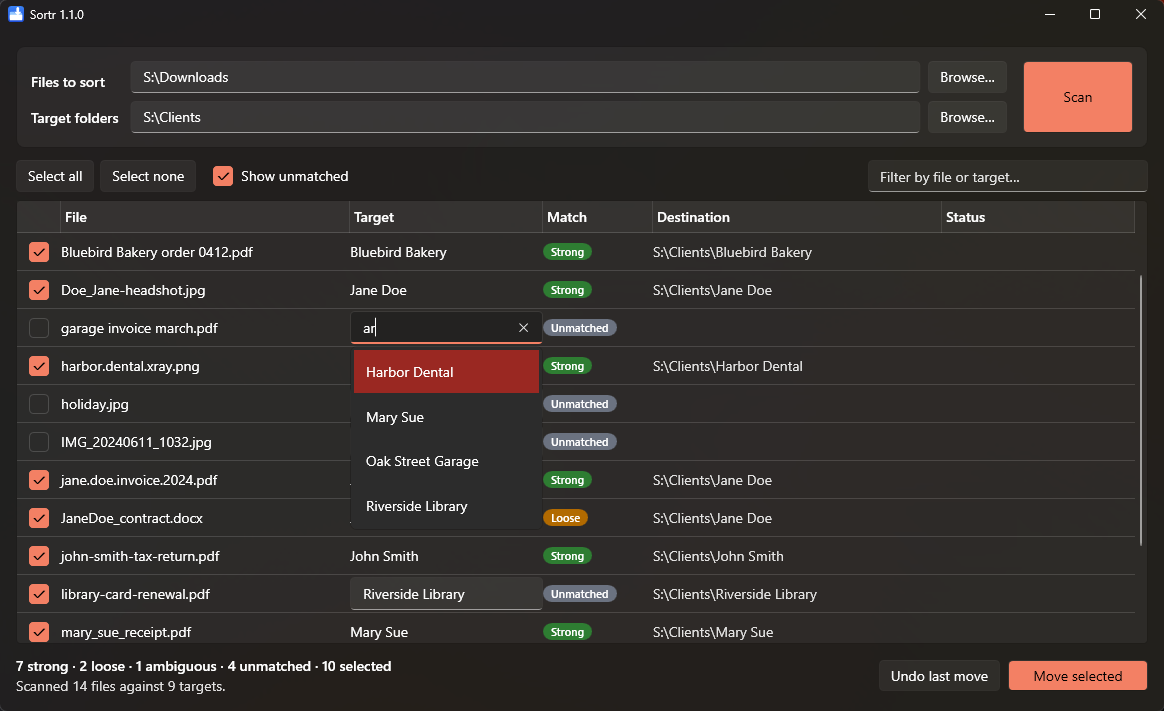 Sortr 1.1.0
Files to sort S:\Downloads Browse...
Scan
Target folders S:\Clients Browse...
Select all Select none Show unmatched Filter by file or target...
File Target Match Destination Status
Bluebird Bakery order 0412.pdf Bluebird Bakery Strong S:\Clients\Bluebird Bakery
Doe_Jane-headshot.jpg Jane Doe Strong S:\Clients\Jane Doe
garage invoice march.pdf ar Unmatched
harbor.dental.xray.png Harbor Dental Strong S:\Clients\Harbor Dental
holiday.jpg Mary Sue Unmatched
IMG_20240611_1032.jpg Oak Street Garage Unmatched
jane.doe.invoice.2024.pdf Strong S:\Clients\Jane Doe
Riverside Library
JaneDoe_contract.docx Loose S:\Clients\Jane Doe
john-smith-tax-return.pdf John Smith Strong S:\Clients\John Smith
library-card-renewal.pdf Riverside Library Unmatched S:\Clients\Riverside Library
mary_sue_receipt.pdf Mary Sue Strong S:\Clients\Mary Sue
7 strong · 2 loose · 1 ambiguous · 4 unmatched · 10 selected
Scanned 14 files against 9 targets.
Undo last move Move selected